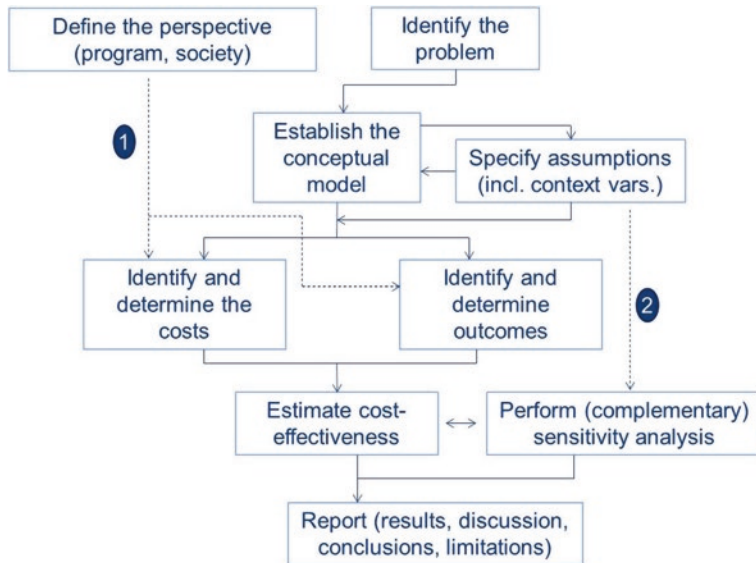 Define the perspective
(program, society)
Identify the
problem
1
Establish the
conceptual
model
Specify assumptions
(incl. context vars.)
Identify and
determine the
costs
Identify and
determine
outcomes
2
Estimate cost-
effectiveness
Perform (complementary)
sensitivity analysis
Report (results, discussion,
conclusions, limitations)